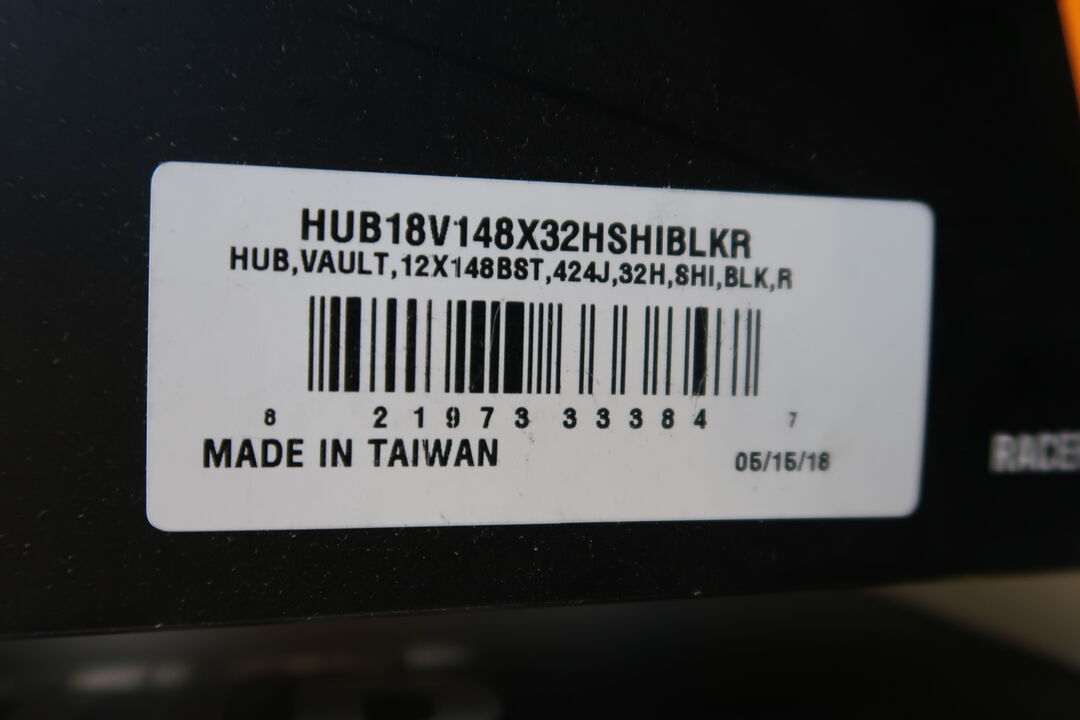 HUB18V148X32HSHIBLKR
HUB,VAULT,12X148BST,424J,32H,SHI,BLK,R
8 21973 33384 7
MADE IN TAIWAN
05/15/18